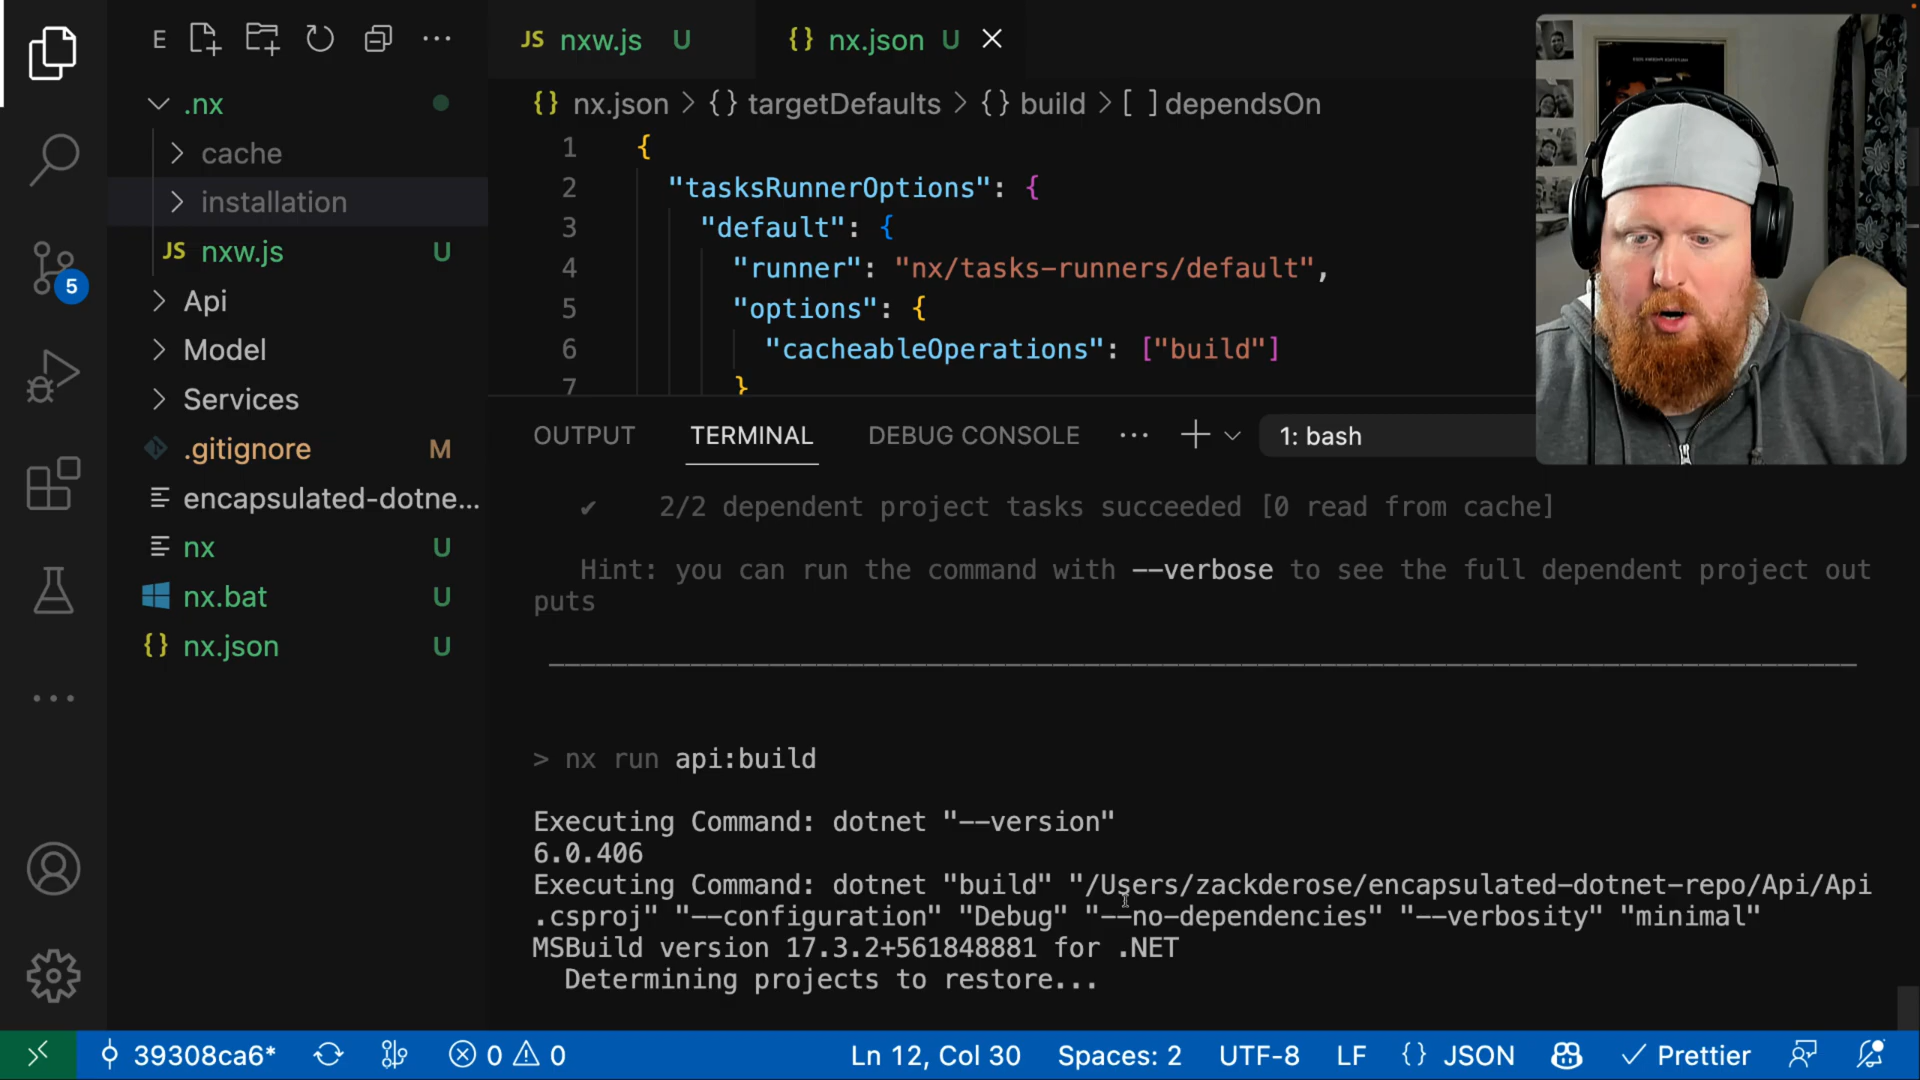 E
JS nxw.js U
{} nx.json U
.nx
cache
installation
JS nxw.js U
Api
Model
Services
.gitignore M
encapsulated-dotne...
nx U
nx.bat U
{} nx.json U
5
{} nx.json > {} targetDefaults > {} build > [ ] dependsOn
1 {
2 "tasksRunnerOptions": {
3 "default": {
4 "runner": "nx/tasks-runners/default",
5 "options": {
6 "cacheableOperations": ["build"]
7 }
OUTPUT TERMINAL DEBUG CONSOLE ... 1: bash
✔ 2/2 dependent project tasks succeeded [0 read from cache]
Hint: you can run the command with --verbose to see the full dependent project out
puts
> nx run api:build
Executing Command: dotnet "--version"
6.0.406
Executing Command: dotnet "build" "/Users/zackderose/encapsulated-dotnet-repo/Api/Api
.csproj" "--configuration" "Debug" "--no-dependencies" "--verbosity" "minimal"
MSBuild version 17.3.2+561848881 for .NET
Determining projects to restore...
39308ca6* 0 0 Ln 12, Col 30 Spaces: 2 UTF-8 LF {} JSON Prettier